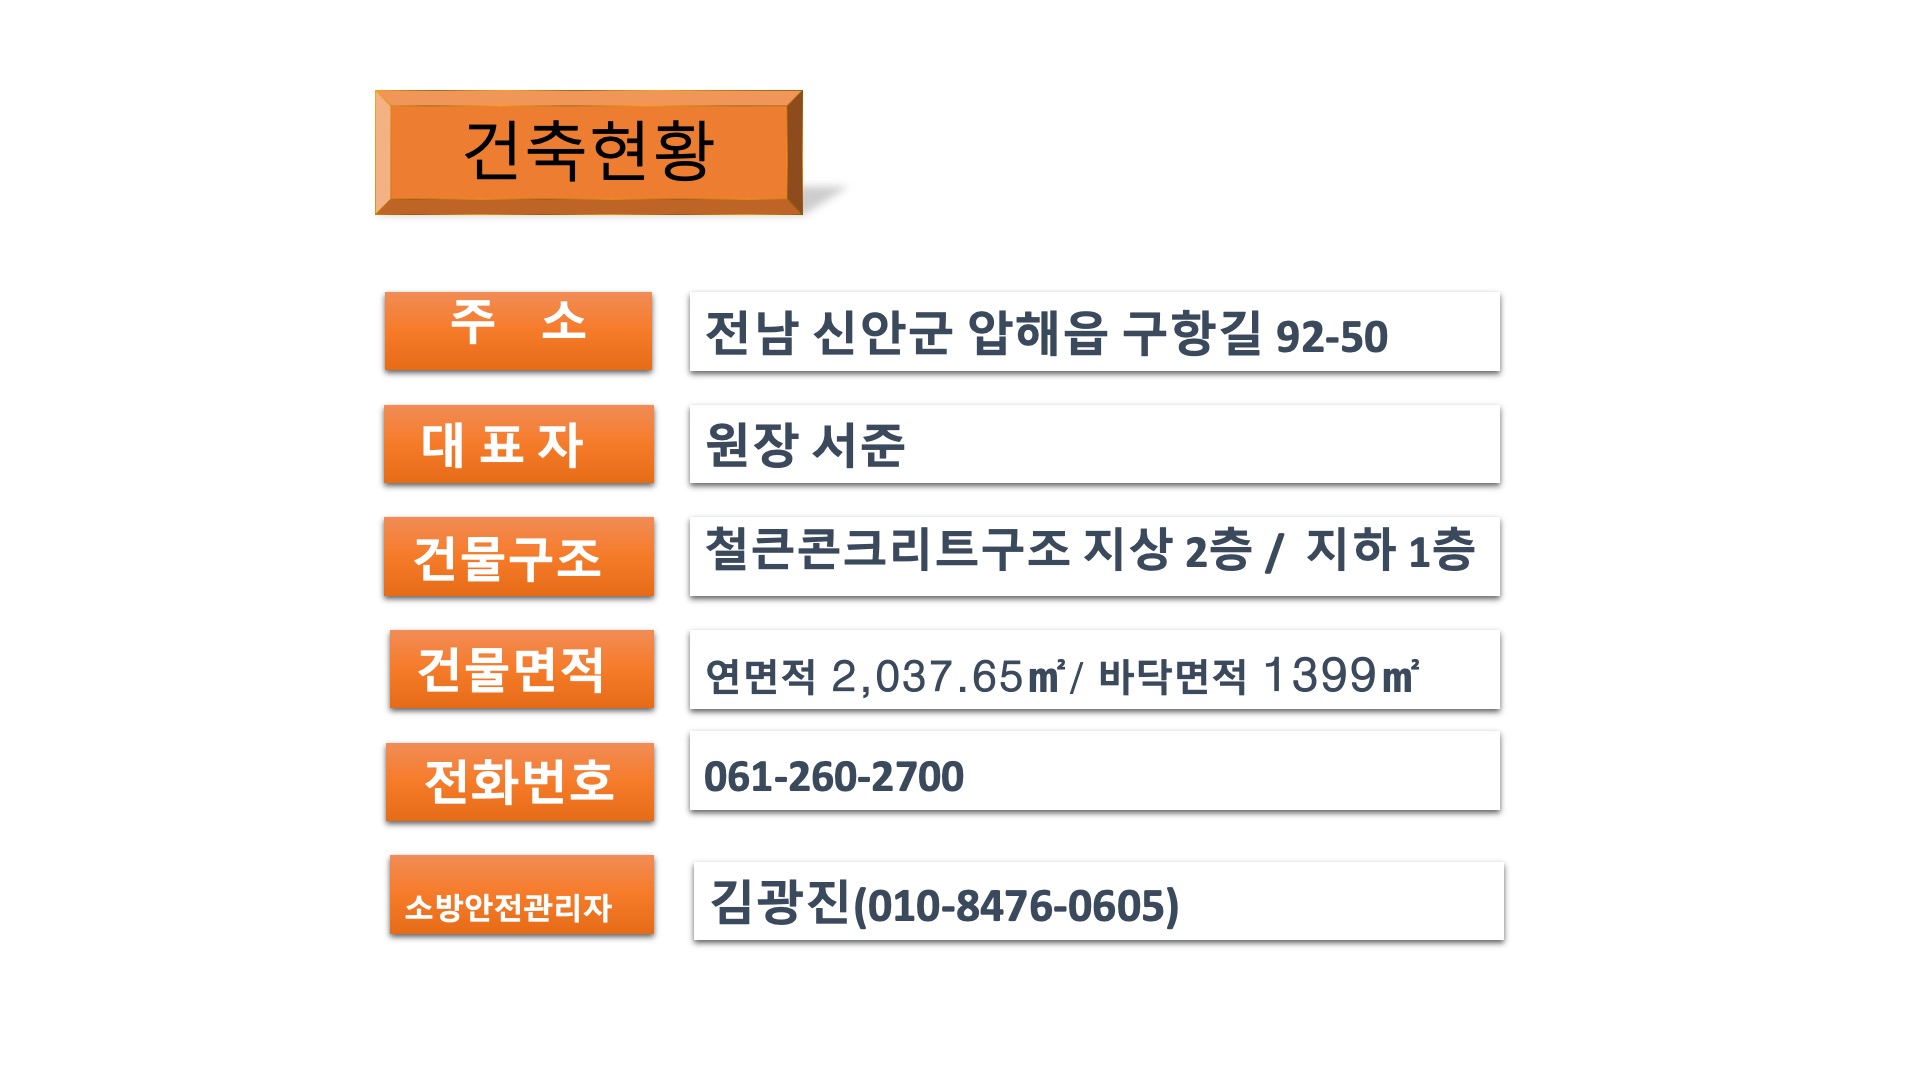 건축현황
주 소
전남 신안군 압해읍 구항길 92-50
대 표 자
원장 서준
건물구조
철큰콘크리트구조 지상 2층 / 지하 1층
건물면적
연면적 2,037.65㎡/ 바닥면적 1399㎡
전화번호
061-260-2700
소방안전관리자
김광진(010-8476-0605)